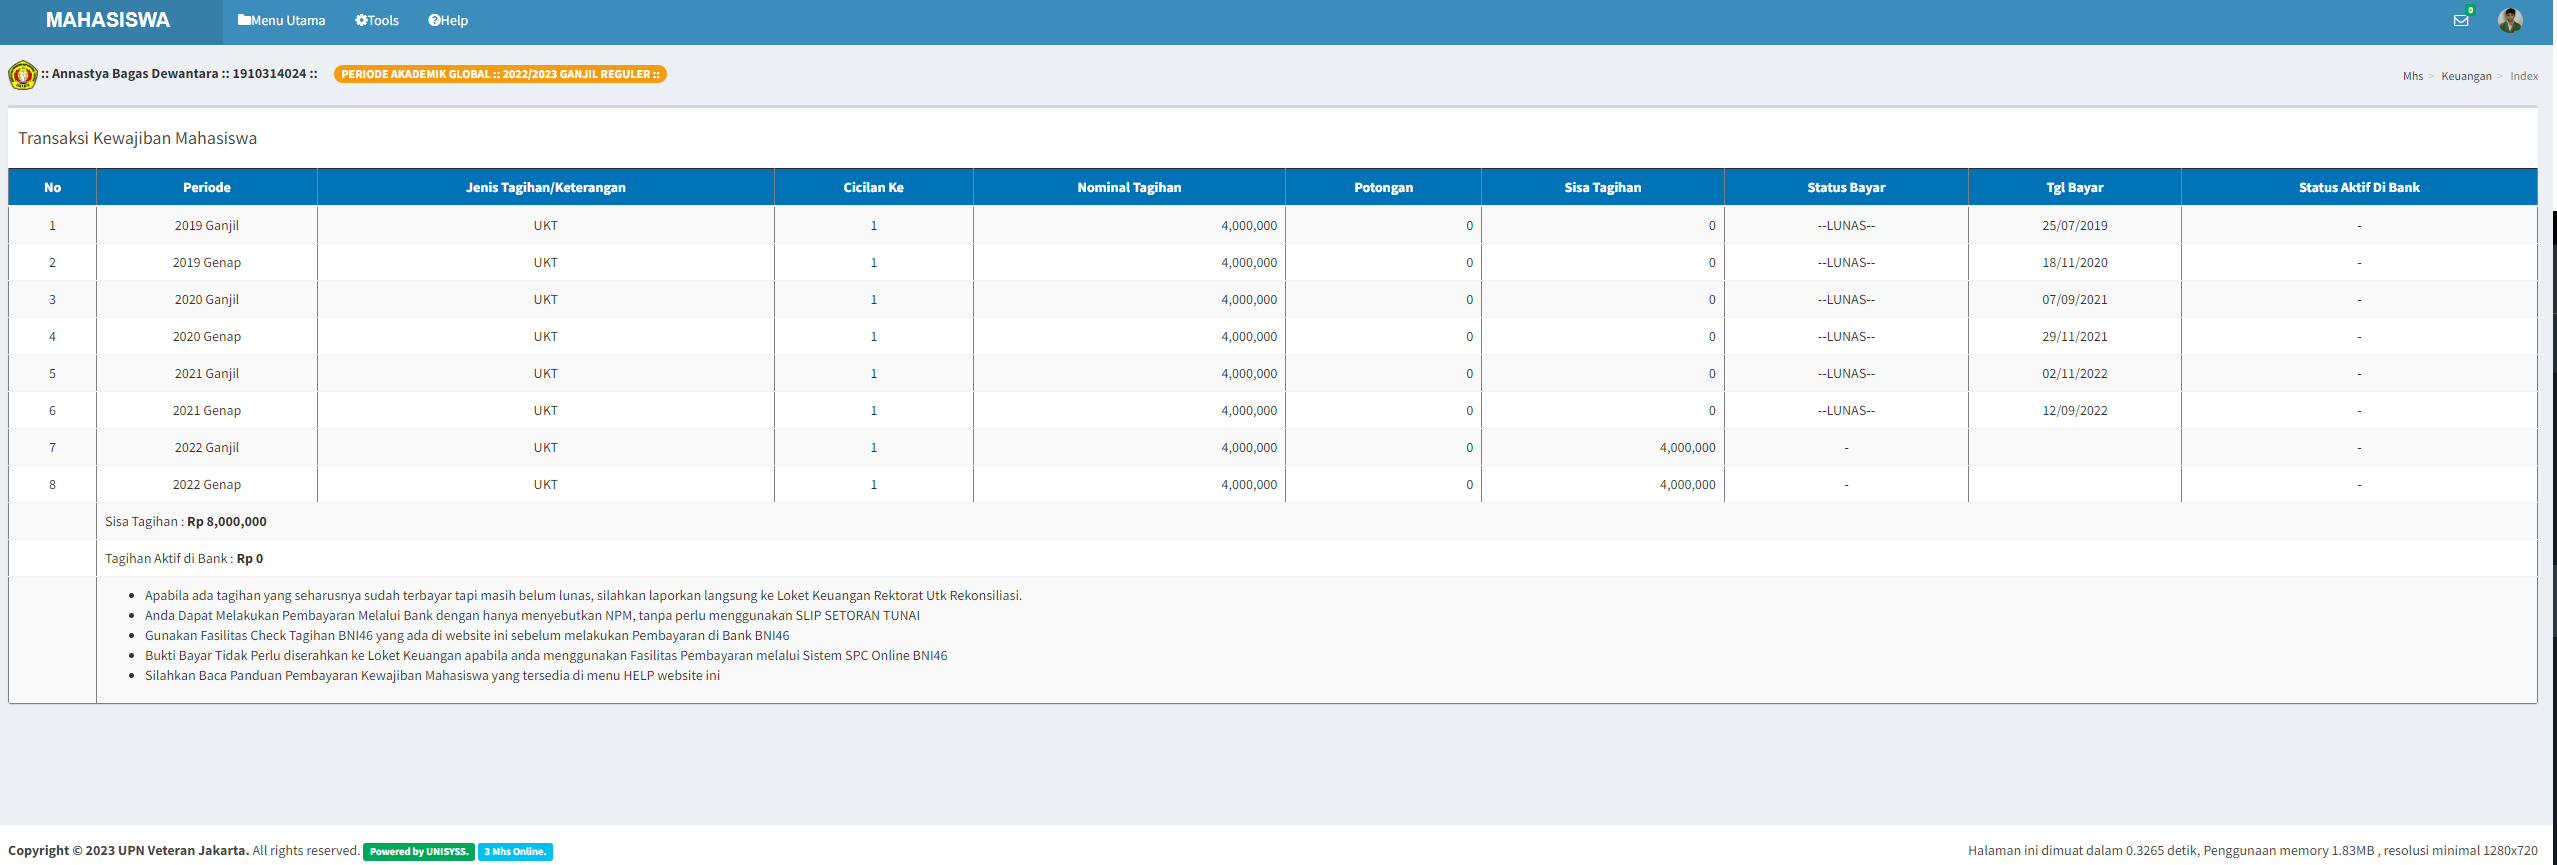 MAHASISWA Menu Utama Tools Help 0
:: Annastya Bagas Dewantara :: 1910314024 :: PERIODE AKADEMIK GLOBAL :: 2022/2023 GANJIL REGULER :: Mhs > Keuangan > Index
Transaksi Kewajiban Mahasiswa
No Periode Jenis Tagihan/Keterangan Cicilan Ke Nominal Tagihan Potongan Sisa Tagihan Status Bayar Tgl Bayar Status Aktif Di Bank
1 2019 Ganjil UKT 1 4,000,000 0 0 --LUNAS-- 25/07/2019 -
2 2019 Genap UKT 1 4,000,000 0 0 --LUNAS-- 18/11/2020 -
3 2020 Ganjil UKT 1 4,000,000 0 0 --LUNAS-- 07/09/2021 -
4 2020 Genap UKT 1 4,000,000 0 0 --LUNAS-- 29/11/2021 -
5 2021 Ganjil UKT 1 4,000,000 0 0 --LUNAS-- 02/11/2022 -
6 2021 Genap UKT 1 4,000,000 0 0 --LUNAS-- 12/09/2022 -
7 2022 Ganjil UKT 1 4,000,000 0 4,000,000 - -
8 2022 Genap UKT 1 4,000,000 0 4,000,000 - -
Sisa Tagihan : Rp 8,000,000
Tagihan Aktif di Bank : Rp 0
• Apabila ada tagihan yang seharusnya sudah terbayar tapi masih belum lunas, silahkan laporkan langsung ke Loket Keuangan Rektorat Utk Rekonsiliasi.
• Anda Dapat Melakukan Pembayaran Melalui Bank dengan hanya menyebutkan NPM, tanpa perlu menggunakan SLIP SETORAN TUNAI
• Gunakan Fasilitas Check Tagihan BNI46 yang ada di website ini sebelum melakukan Pembayaran di Bank BNI46
• Bukti Bayar Tidak Perlu diserahkan ke Loket Keuangan apabila anda menggunakan Fasilitas Pembayaran melalui Sistem SPC Online BNI46
• Silahkan Baca Panduan Pembayaran Kewajiban Mahasiswa yang tersedia di menu HELP website ini
Copyright © 2023 UPN Veteran Jakarta. All rights reserved. Powered by UNISYSS. 3 Mhs Online. Halaman ini dimuat dalam 0.3265 detik, Penggunaan memory 1.83MB , resolusi minimal 1280x720